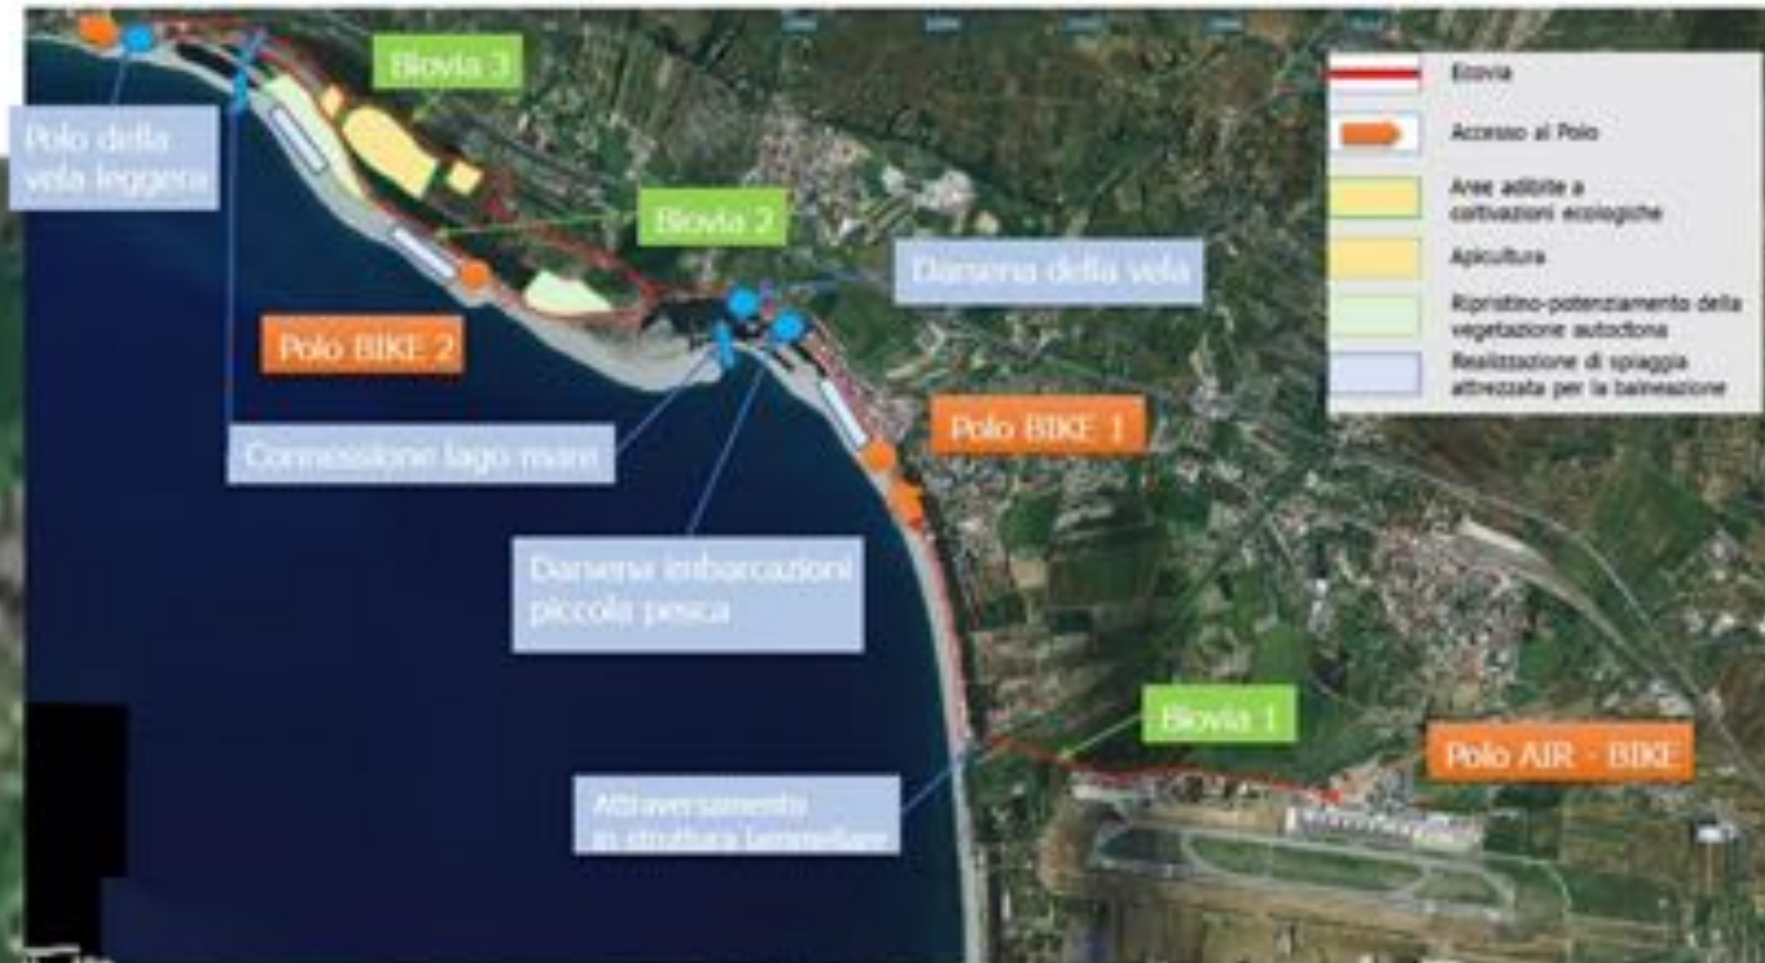 Biovia 3
Polo della
vela leggera
Biovia 2
Darsena della vela
Polo BIKE 2
Polo BIKE 1
Connessione lago mare
Darsena imbarcazioni
piccola pesca
Biovia 1
Polo AIR - BIKE
Attraversamento
in struttura lammellare
Ecovia
Accesso al Polo
Aree adibite a
coltivazioni ecologiche
Apicultura
Ripristino-potenziamento della
vegetazione autoctona
Realizzazione di spiaggia
attrezzata per la balneazione